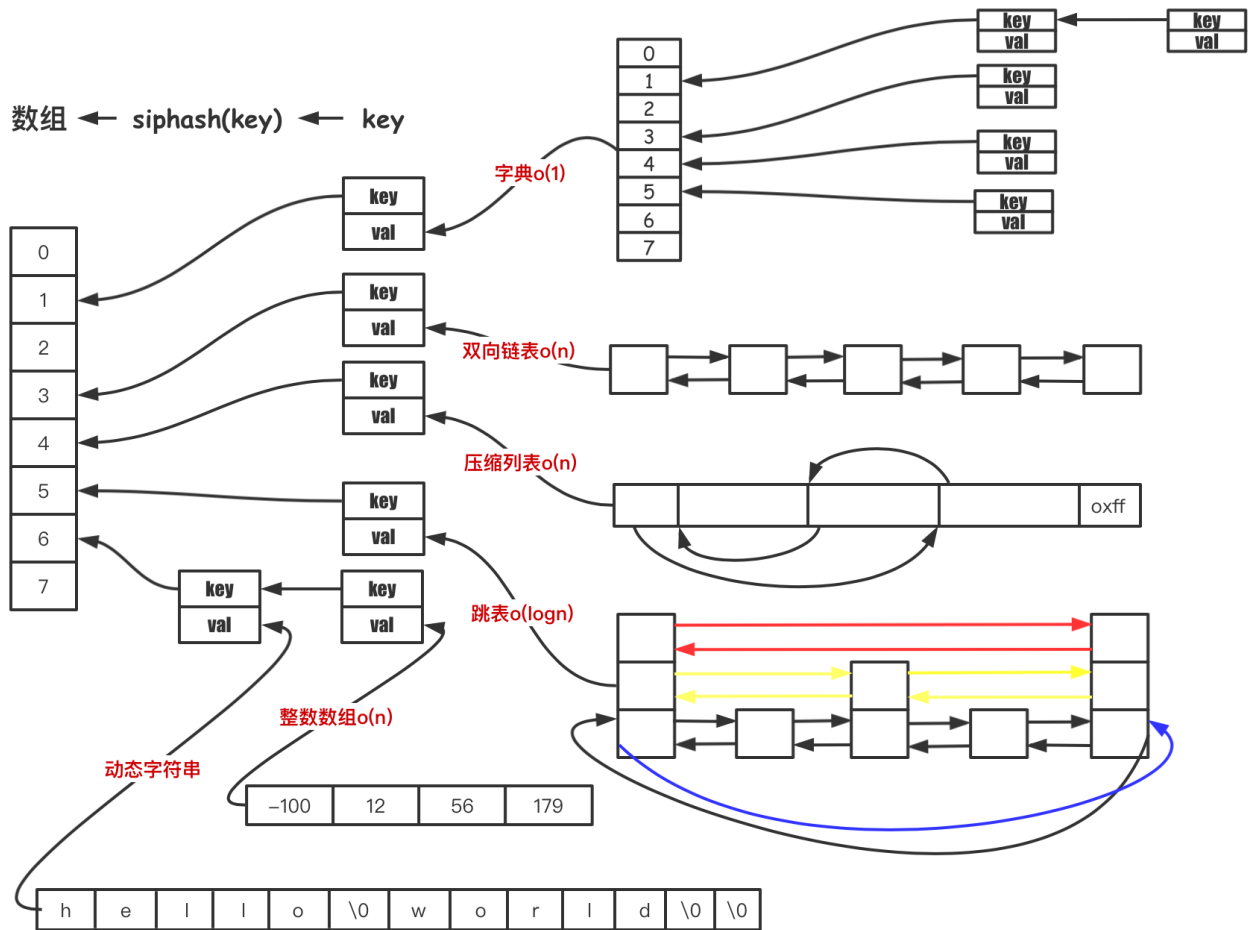 数组 siphash(key) key
0
1
2
3
4
5
6
7
key
val
key
val
key
val
key
val
key
val
key
val
字典o(1)
0
1
2
3
4
5
6
7
key
val
key
val
key
val
key
val
key
val
双向链表o(n)
压缩列表o(n)
oxff
跳表o(logn)
整数数组o(n)
-100 12 56 179
动态字符串
h e l l o \0 w o r l d \0 \0